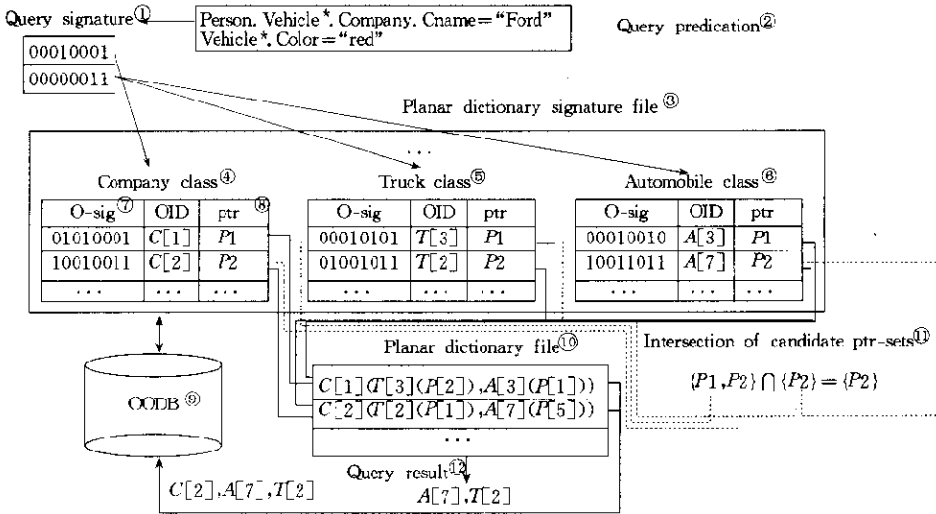 Query signature①
Person. Vehicle*. Company. Cname="Ford"
Vehicle*. Color="red"
Query predication②
00010001
00000011
Planar dictionary signature file③
...
Company class④
Truck class⑤
Automobile class⑥
O-sig⑦ OID ptr⑧
01010001 C[1] P1
10010011 C[2] P2
... ... ...
O-sig OID ptr
00010101 T[3] P1
01001011 T[2] P2
... ... ...
O-sig OID ptr
00010010 A[3] P1
10011011 A[7] P2
... ... ...
Planar dictionary file⑩
C[1](T[3](P[2]),A[3](P[1]))
C[2](T[2](P[1]),A[7](P[5]))
...
Intersection of candidate ptr-sets⑪
{P1,P2}⋂{P2}={P2}
OODB⑨
Query result⑫
C[2],A[7],T[2]
A[7],T[2]